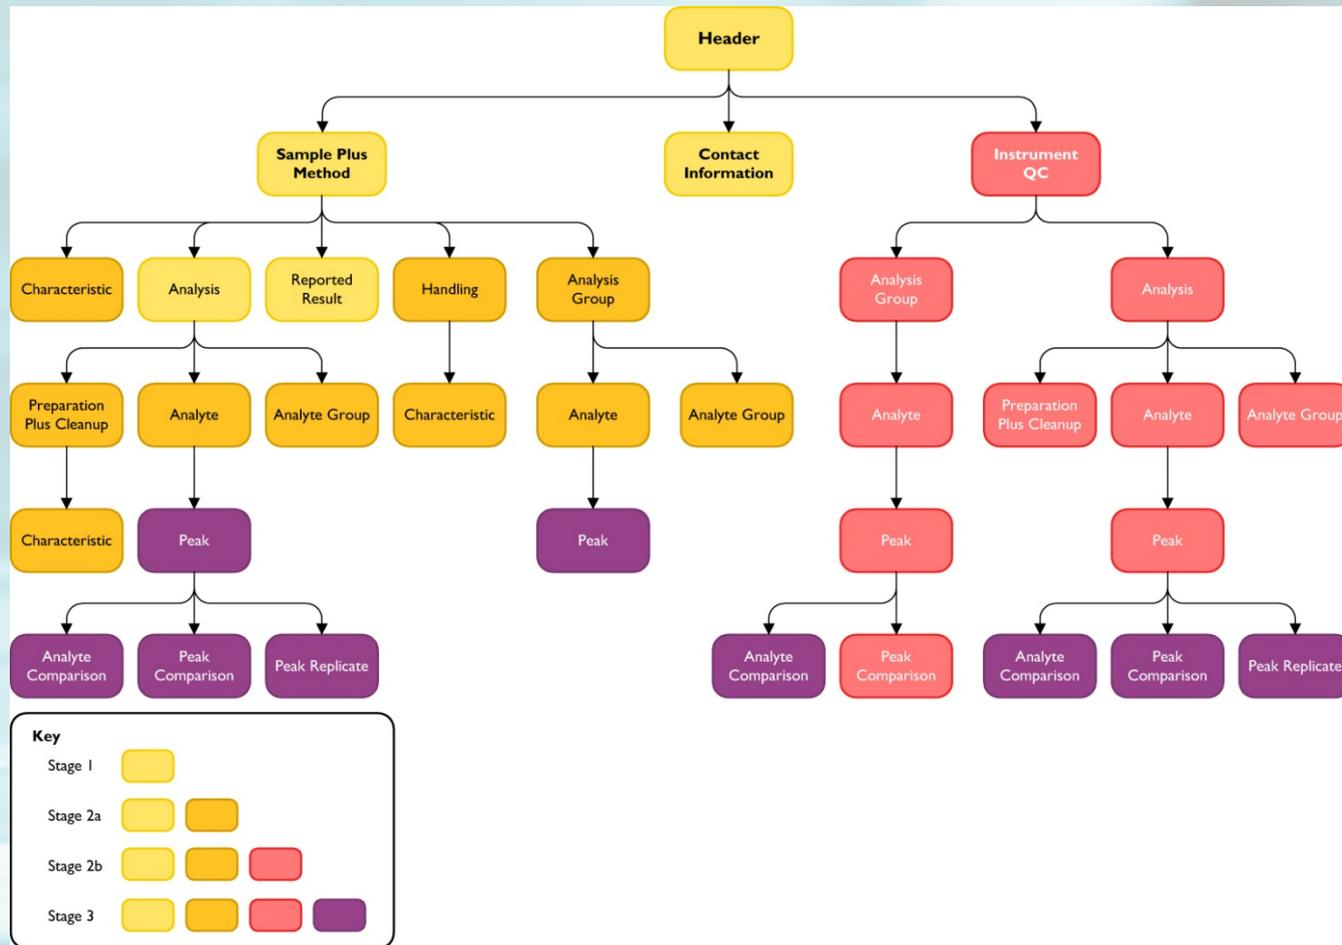 Header
Sample Plus
Method
Contact
Information
Instrument
QC
Characteristic
Analysis
Reported
Result
Handling
Analysis
Group
Analysis
Group
Analysis
Preparation
Plus Cleanup
Analyte
Analyte Group
Characteristic
Analyte
Analyte Group
Analyte
Preparation
Plus Cleanup
Analyte
Analyte Group
Characteristic
Peak
Peak
Peak
Peak
Analyte
Comparison
Peak
Comparison
Peak Replicate
Analyte
Comparison
Peak
Comparison
Analyte
Comparison
Peak
Comparison
Peak Replicate
Key
Stage 1
Stage 2a
Stage 2b
Stage 3